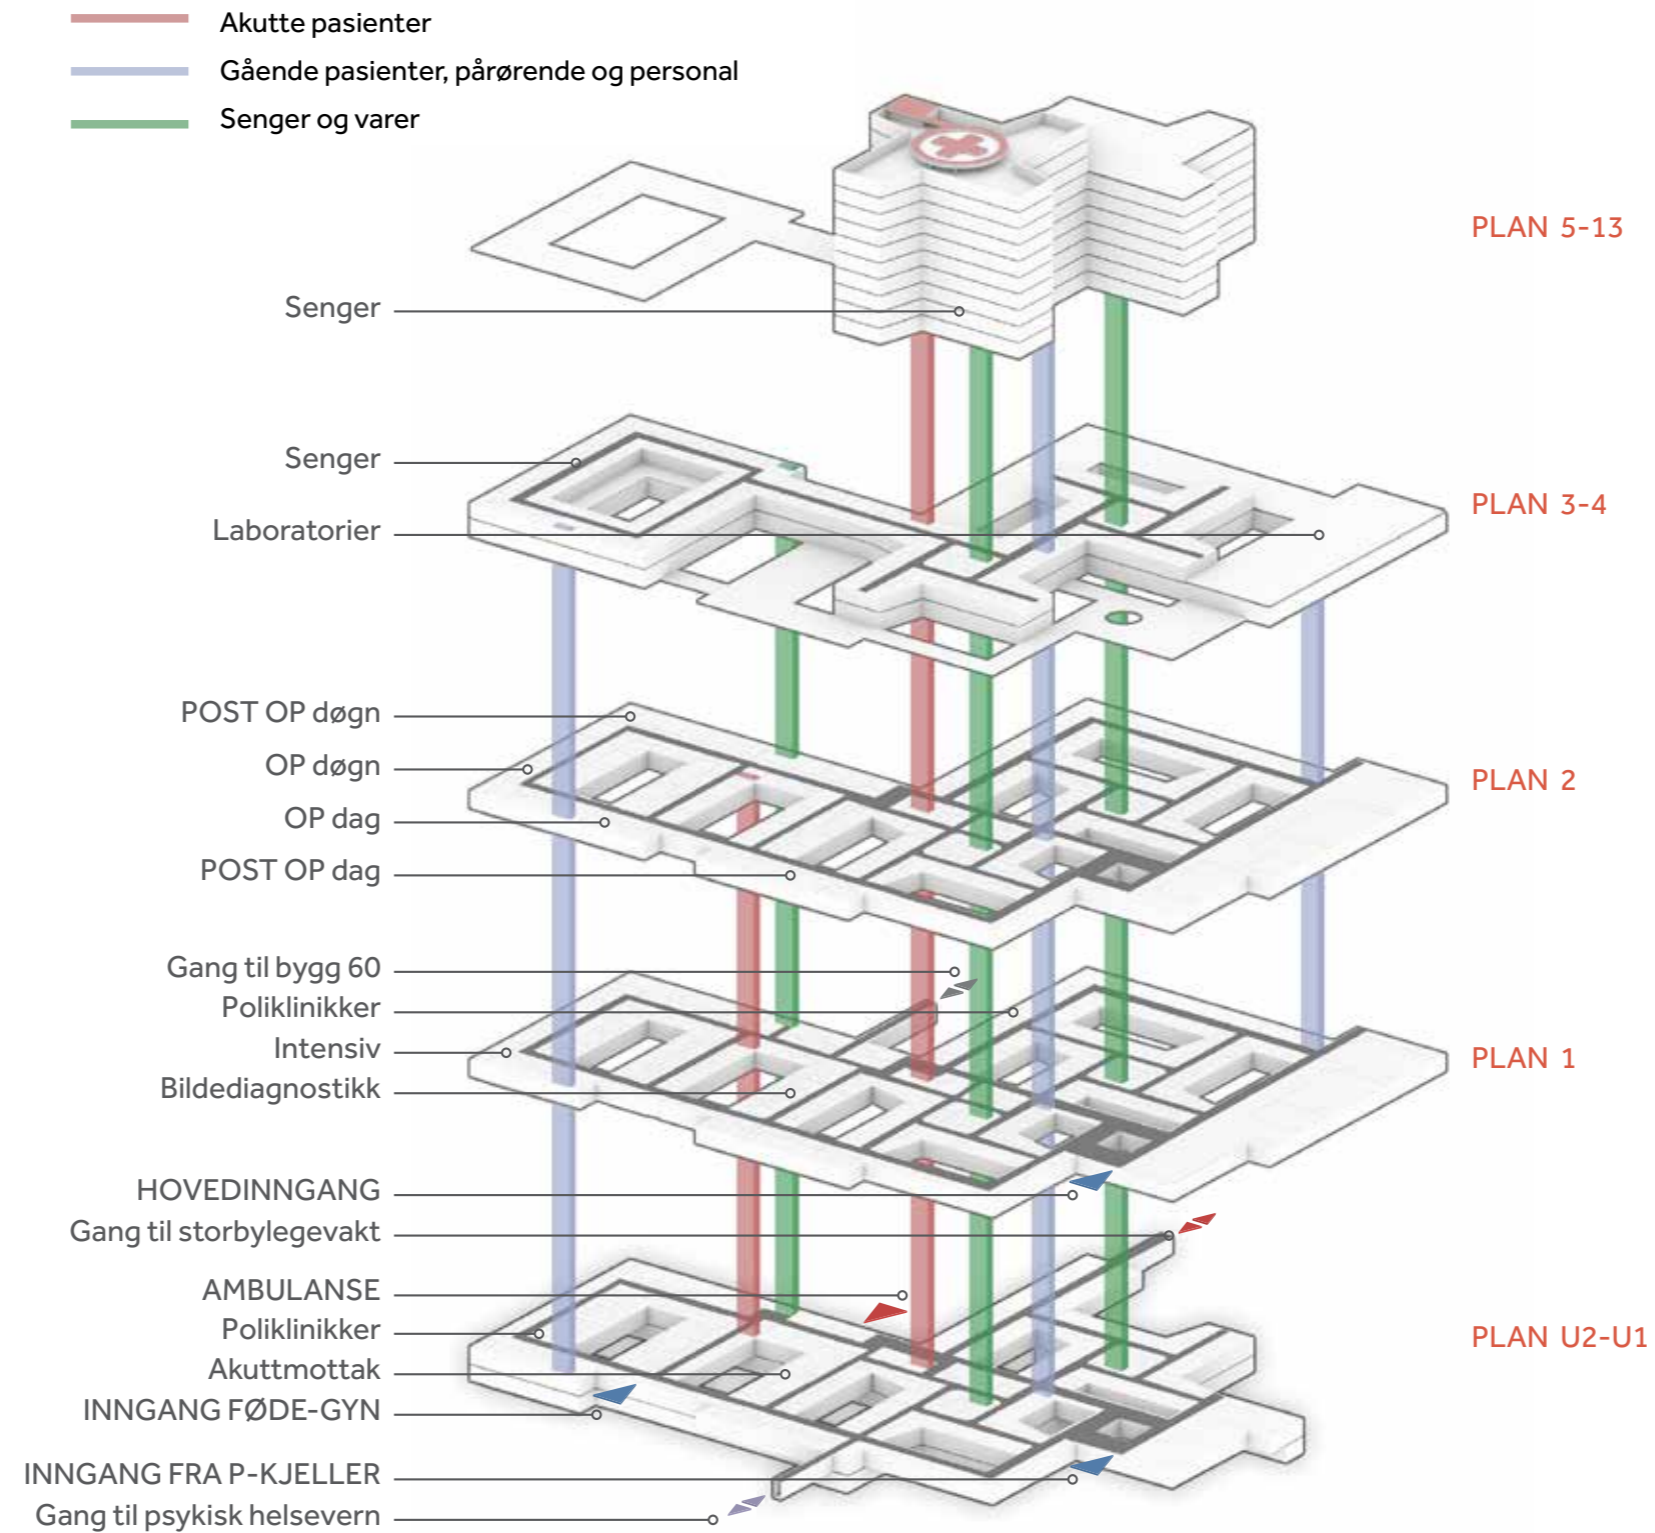 Akutte pasienter
Gående pasienter, pårørende og personal
Senger og varer
PLAN 5-13
Senger
Senger
PLAN 3-4
Laboratorier
POST OP døgn
OP døgn
PLAN 2
OP dag
POST OP dag
Gang til bygg 60
Poliklinikker
Intensiv
PLAN 1
Bildediagnostikk
HOVEDINNGANG
Gang til storbylegevakt
AMBULANSE
Poliklinikker
PLAN U2-U1
Akuttmottak
INNGANG FØDE-GYN
INNGANG FRA P-KJELLER
Gang til psykisk helsevern